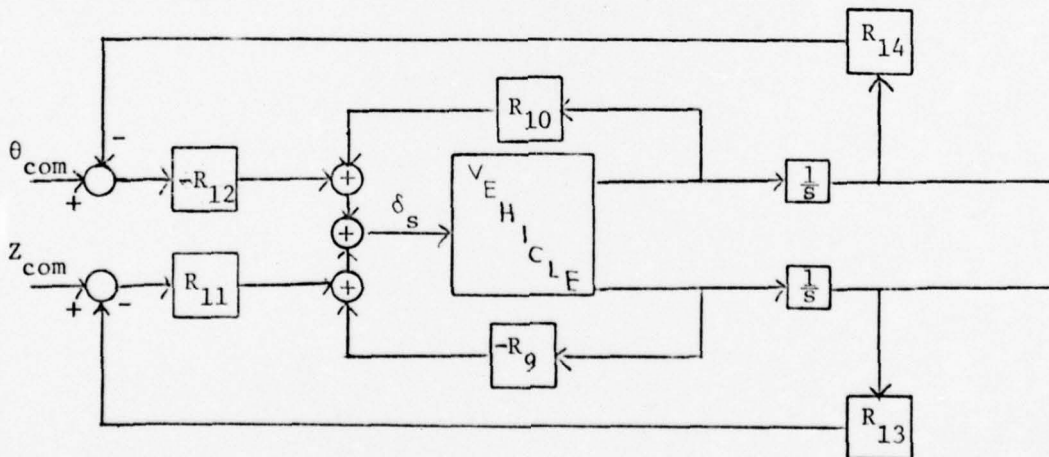 R14
R10
θcom
-
+
-R12
+
VEHICLE
1/s
+
δs
Zcom
+
-
R11
+
1/s
-R9
R13